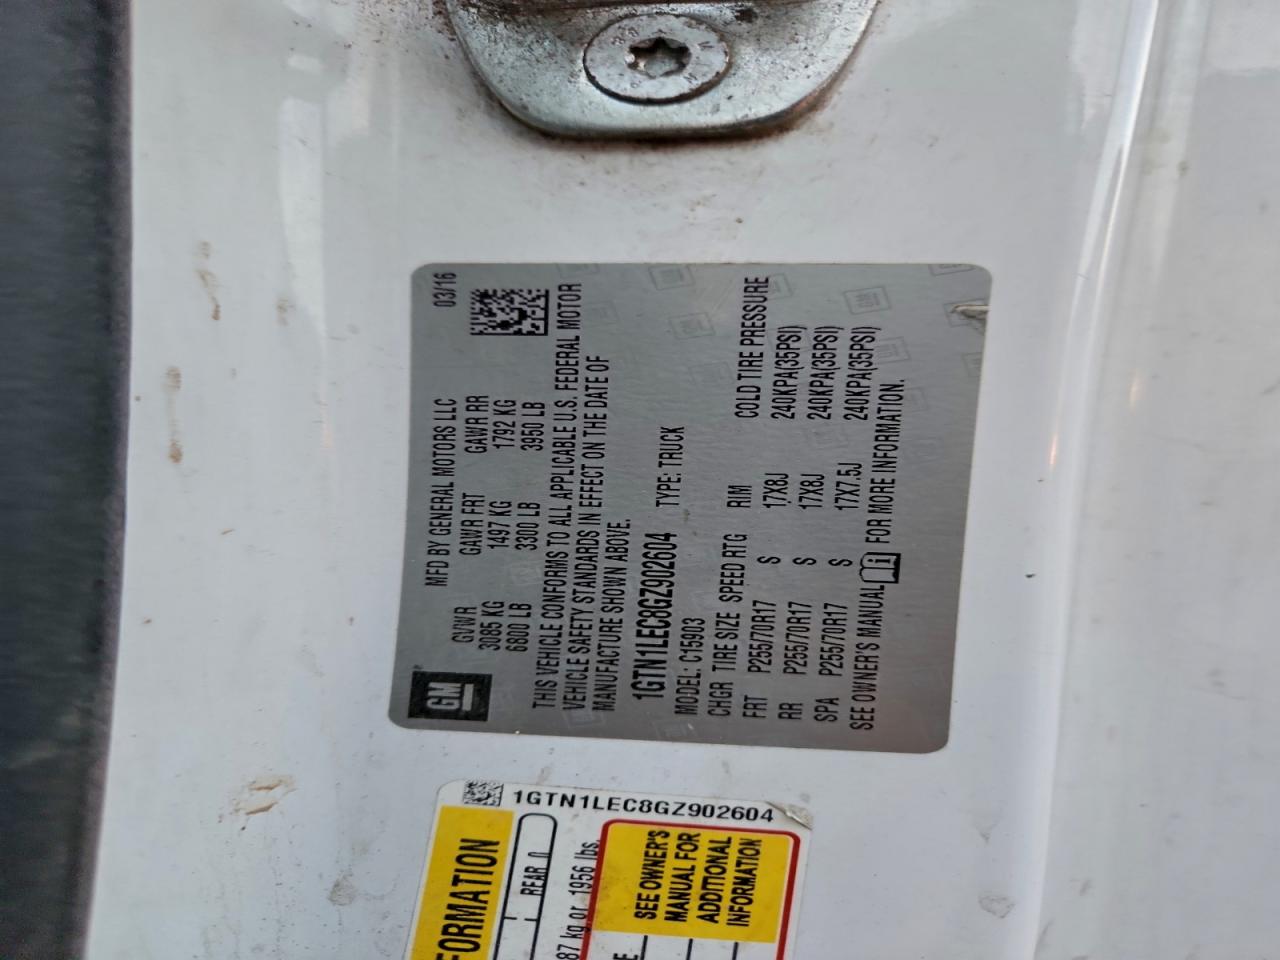 GM
MFD BY GENERAL MOTORS LLC 03/16
GVWR GAWR FRT GAWR RR
3085 KG 1497 KG 1792 KG
6800 LB 3300 LB 3950 LB
THIS VEHICLE CONFORMS TO ALL APPLICABLE U.S. FEDERAL MOTOR
VEHICLE SAFETY STANDARDS IN EFFECT ON THE DATE OF
MANUFACTURE SHOWN ABOVE.
1GTN1LEC8GZ902604 TYPE: TRUCK
MODEL: C15903
CHGR TIRE SIZE SPEED RTG RIM COLD TIRE PRESSURE
FRT P255/70R17 S 17X8J 240KPA(35PSI)
RR P255/70R17 S 17X8J 240KPA(35PSI)
SPA P255/70R17 S 17X7.5J 240KPA(35PSI)
SEE OWNER'S MANUAL FOR MORE INFORMATION.
1GTN1LEC8GZ902604
FORMATION
REAR 0
87 kg or 1956 lbs.
SEE OWNER'S
MANUAL FOR
ADDITIONAL
INFORMATION